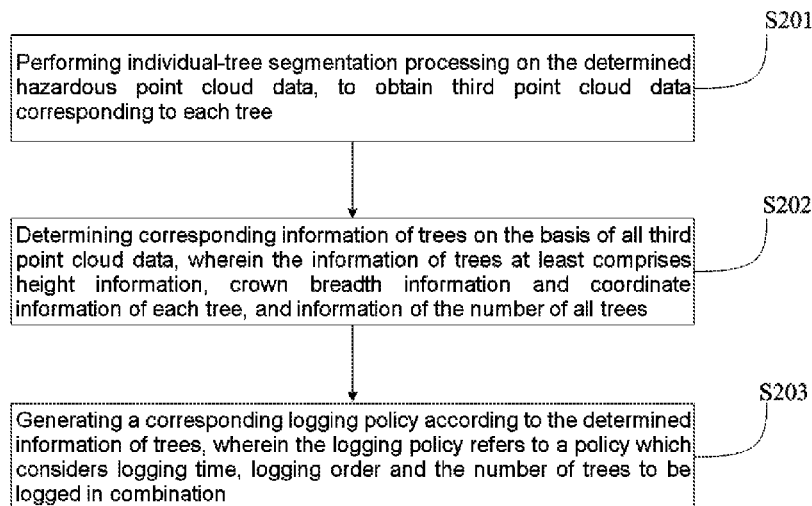 S201
Performing individual-tree segmentation processing on the determined
hazardous point cloud data, to obtain third point cloud data
corresponding to each tree
S202
Determining corresponding information of trees on the basis of all third
point cloud data, wherein the information of trees at least comprises
height information, crown breadth information and coordinate
information of each tree, and information of the number of all trees
S203
Generating a corresponding logging policy according to the determined
information of trees, wherein the logging policy refers to a policy which
considers logging time, logging order and the number of trees to be
logged in combination